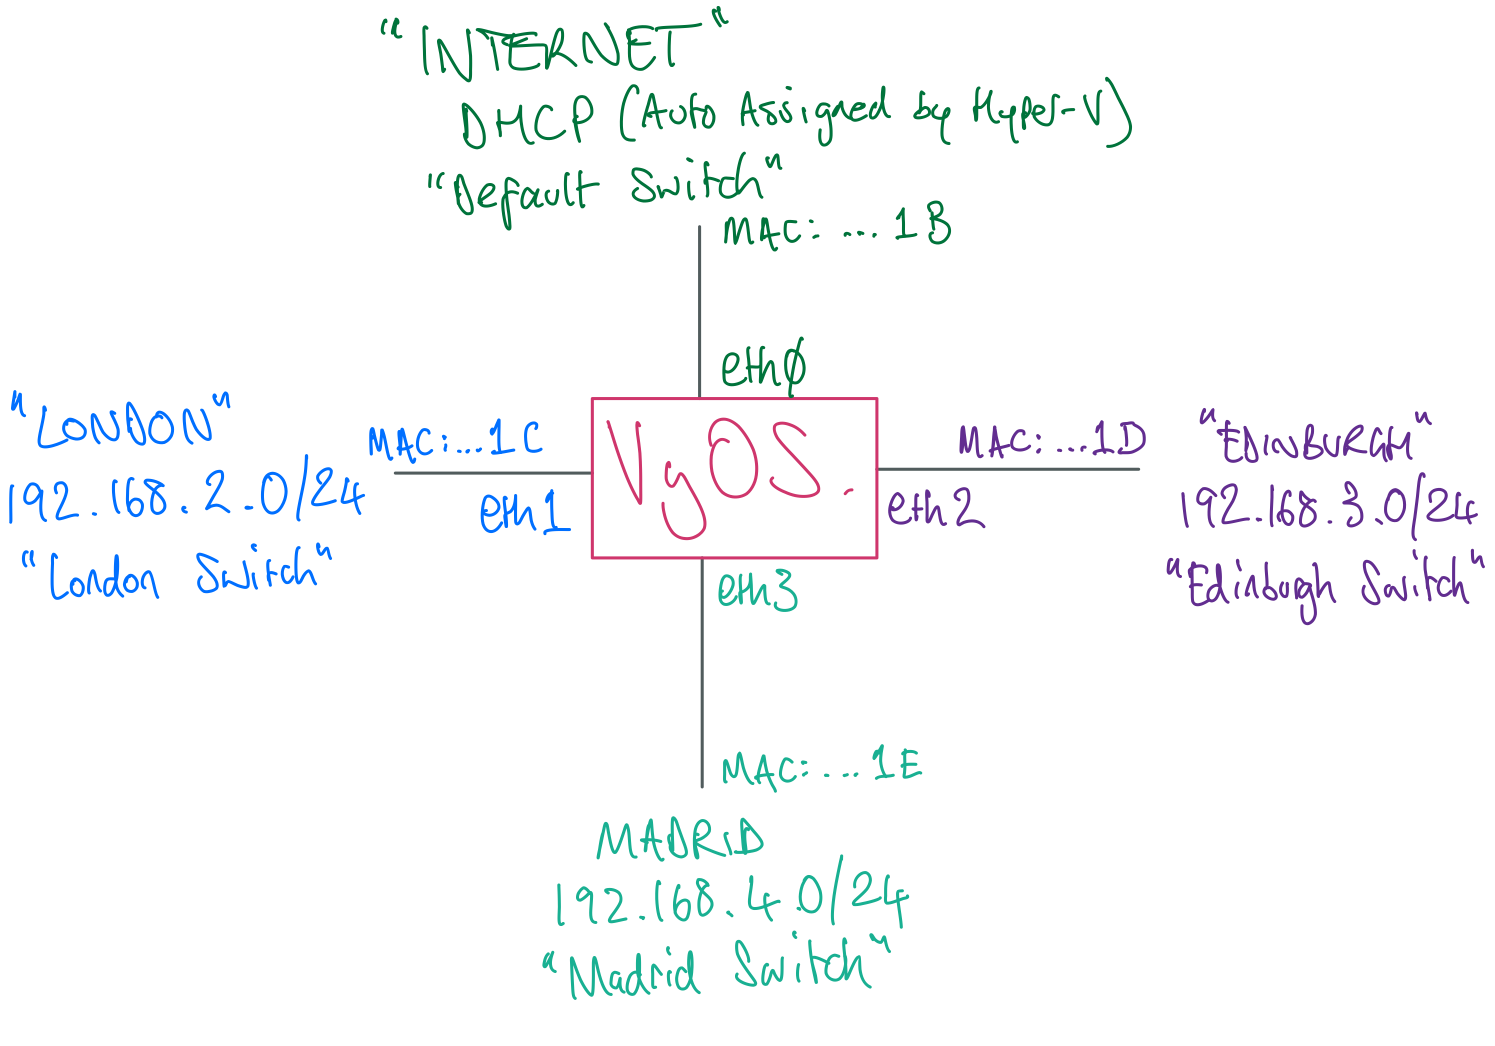 "INTERNET"
DHCP (Auto Assigned by Hyper-V)
"Default Switch"
MAC: ... 1B
eth0
"LONDON"
192.168.2.0/24
"London Switch"
MAC: ...1C
eth1
VyOS.
MAC: ...1D
eth2
"EDINBURGH"
192.168.3.0/24
"Edinburgh Switch"
eth3
MAC: ... 1E
MADRID
192.168.4.0/24
"Madrid Switch"